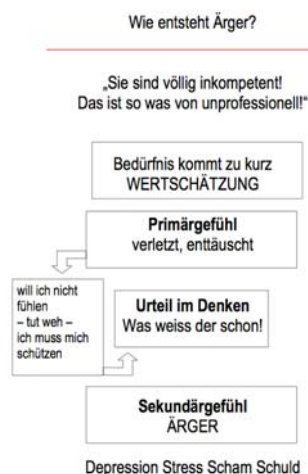 Wie entsteht Ärger?
„Sie sind völlig inkompetent!
Das ist so was von unprofessionell!“
Bedürfnis kommt zu kurz
WERTSCHÄTZUNG
Primärgefühl
verletzt, enttäuscht
will ich nicht
fühlen
– tut weh –
ich muss mich
schützen
Urteil im Denken
Was weiss der schon!
Sekundärgefühl
ÄRGER
Depression Stress Scham Schuld